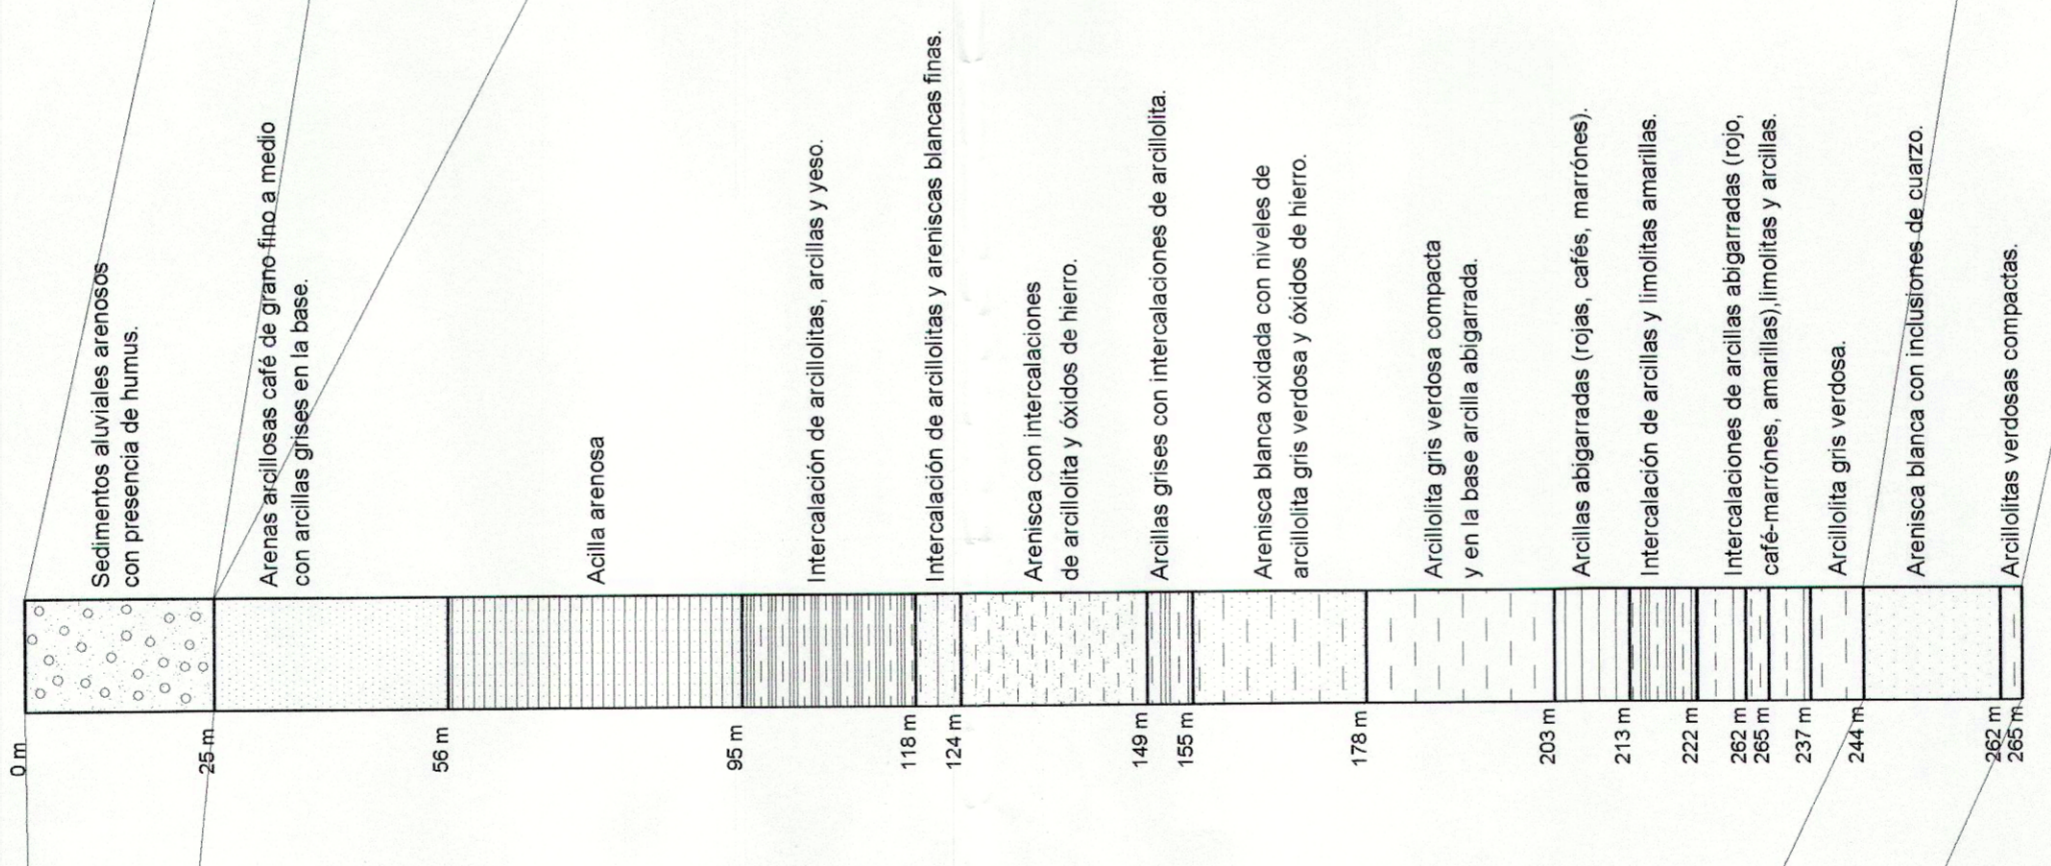 Sedimentos aluviales arenosos
con presencia de humus.
Arenas arcillosas café de grano fino a medio
con arcillas grises en la base.
Acilla arenosa
Intercalación de arcillolitas, arcillas y yeso.
Intercalación de arcillolitas y areniscas blancas finas.
Arenisca con intercalaciones
de arcillolita y óxidos de hierro.
Arcillas grises con intercalaciones de arcillolita.
Arenisca blanca oxidada con niveles de
arcillolita gris verdosa y óxidos de hierro.
Arcillolita gris verdosa compacta
y en la base arcilla abigarrada.
Arcillas abigarradas (rojas, cafés, marrónes).
Intercalación de arcillas y limolitas amarillas.
Intercalaciones de arcillas abigarradas (rojo,
café-marrónes, amarillas),limolitas y arcillas.
Arcillolita gris verdosa.
Arenisca blanca con inclusiones de cuarzo.
Arcillolitas verdosas compactas.
0 m
25 m
56 m
95 m
118 m
124 m
149 m
155 m
178 m
203 m
213 m
222 m
262 m
265 m
237 m
244 m
262 m
265 m